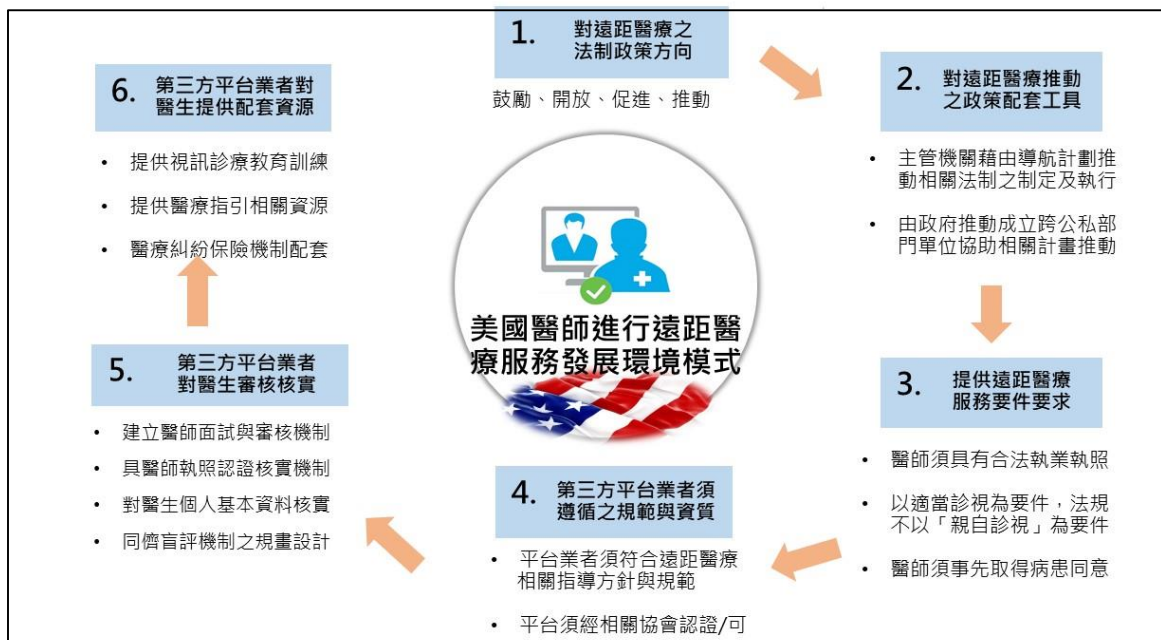 1. 對遠距醫療之
法制政策方向
鼓勵、開放、促進、推動
2. 對遠距醫療推動
之政策配套工具
• 主管機關藉由導航計劃推
動相關法制之制定及執行
• 由政府推動成立跨公私部
門單位協助相關計畫推動
3. 提供遠距醫療
服務要件要求
• 醫師須具有合法執業執照
• 以適當診視為要件，法規
不以「親自診視」為要件
• 醫師須事先取得病患同意
4. 第三方平台業者須
遵循之規範與資質
• 平台業者須符合遠距醫療
相關指導方針與規範
• 平台須經相關協會認證/可
5. 第三方平台業者
對醫生審核核實
• 建立醫師面試與審核機制
• 具醫師執照認證核實機制
• 對醫生個人基本資料核實
• 同儕盲評機制之規畫設計
6. 第三方平台業者對
醫生提供配套資源
• 提供視訊診療教育訓練
• 提供醫療指引相關資源
• 醫療糾紛保險機制配套
美國醫師進行遠距醫
療服務發展環境模式